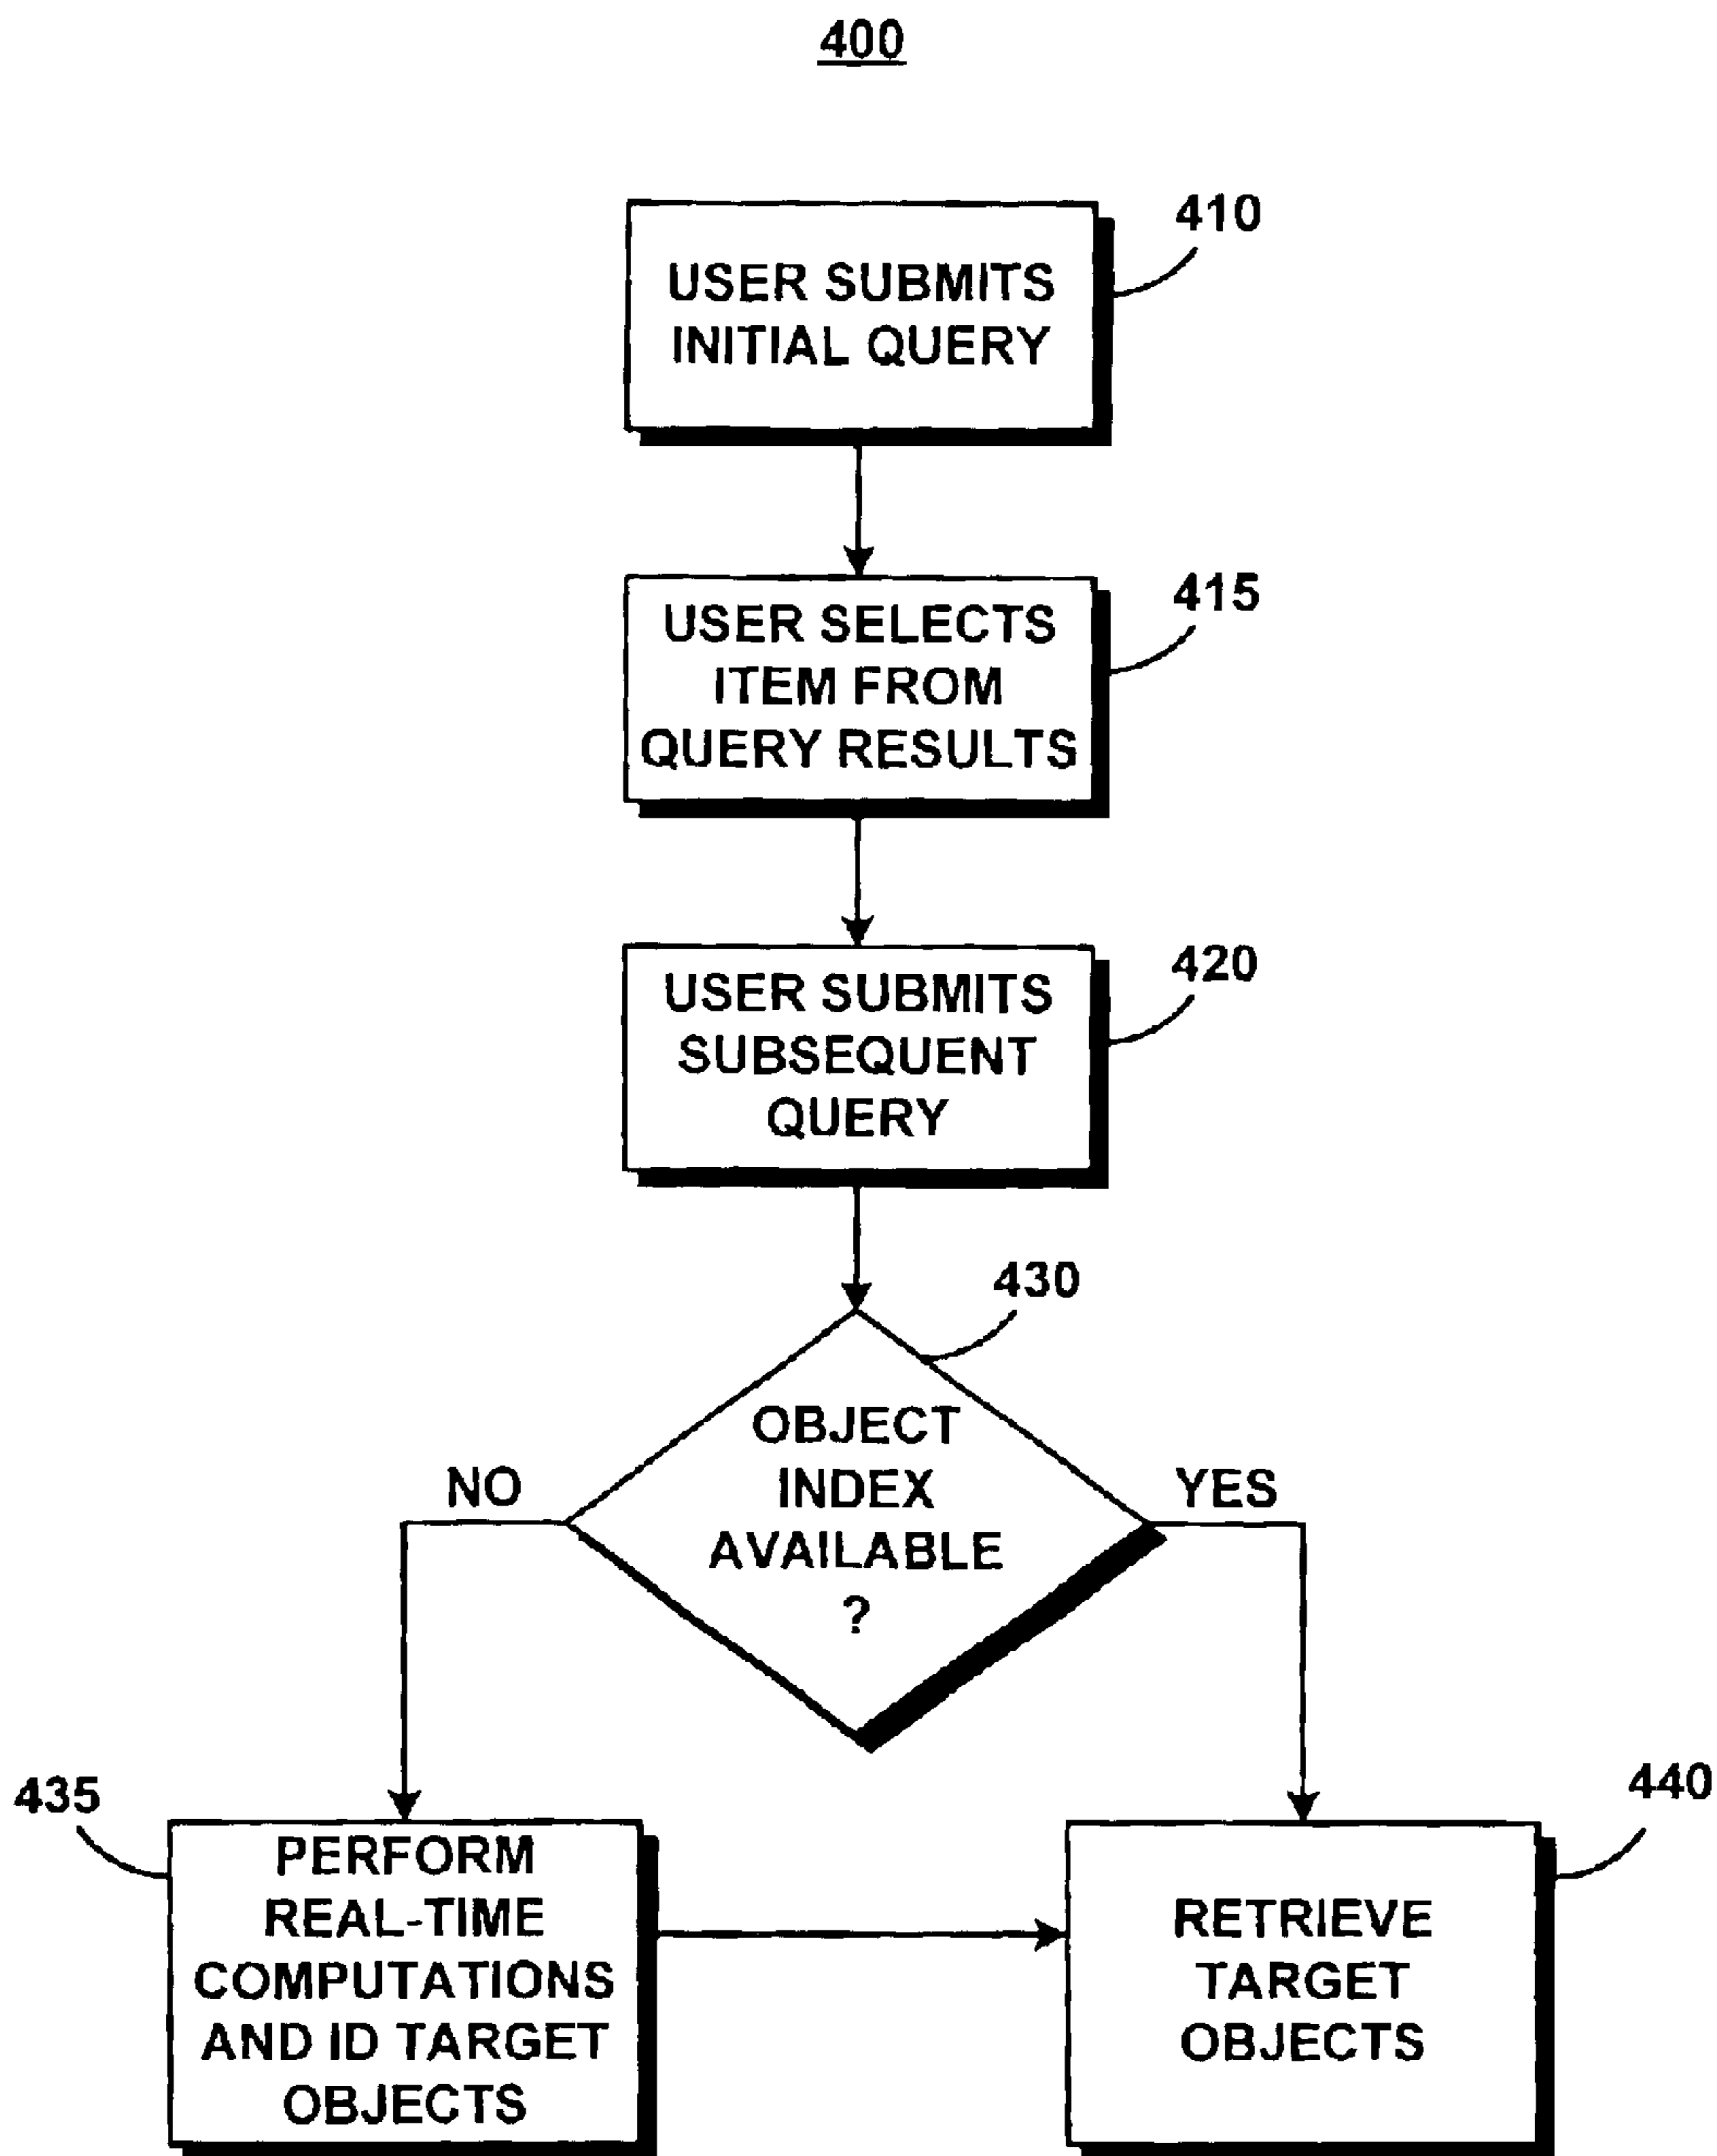 400
410
USER SUBMITS
INITIAL QUERY
415
USER SELECTS
ITEM FROM
QUERY RESULTS
420
USER SUBMITS
SUBSEQUENT
QUERY
430
OBJECT
INDEX
AVAILABLE
?
NO
YES
435
PERFORM
REAL-TIME
COMPUTATIONS
AND ID TARGET
OBJECTS
440
RETRIEVE
TARGET
OBJECTS